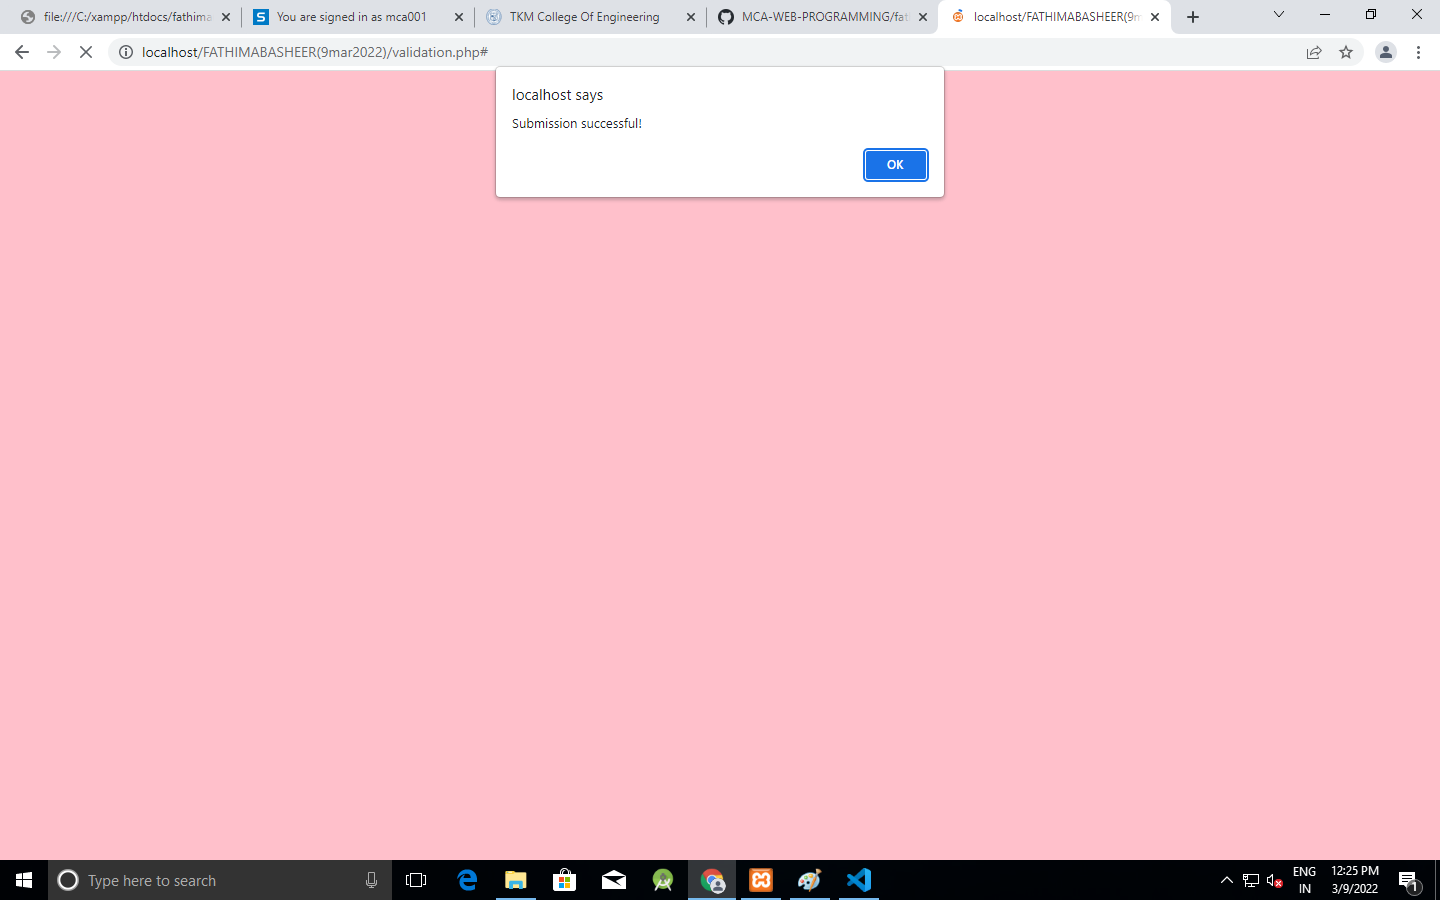 file:///C:/xampp/htdocs/fathima
You are signed in as mca001
TKM College Of Engineering
MCA-WEB-PROGRAMMING/fat
localhost/FATHIMABASHEER(9m
localhost/FATHIMABASHEER(9mar2022)/validation.php#
localhost says
Submission successful!
OK
Type here to search
ENG
IN
12:25 PM
3/9/2022
1